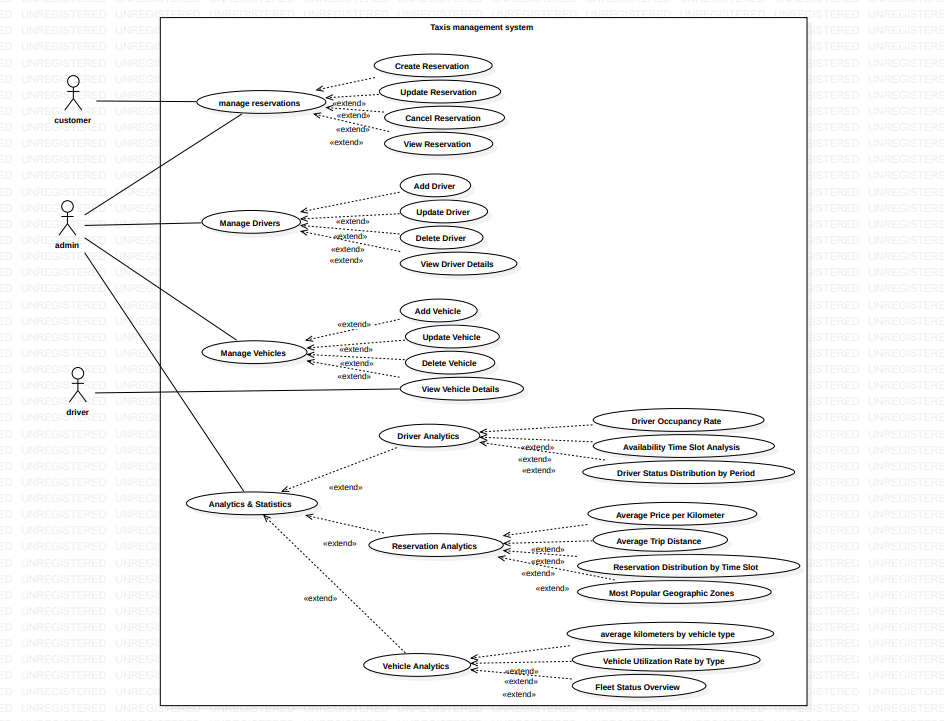 Taxis management system
customer
admin
driver
manage reservations
Create Reservation
Update Reservation
Cancel Reservation
View Reservation
«extend»
«extend»
«extend»
«extend»
Manage Drivers
Add Driver
Update Driver
Delete Driver
View Driver Details
«extend»
«extend»
«extend»
«extend»
Manage Vehicles
Add Vehicle
Update Vehicle
Delete Vehicle
View Vehicle Details
«extend»
«extend»
«extend»
«extend»
Analytics & Statistics
«extend»
«extend»
«extend»
Driver Analytics
Driver Occupancy Rate
Availability Time Slot Analysis
Driver Status Distribution by Period
«extend»
«extend»
«extend»
Reservation Analytics
Average Price per Kilometer
Average Trip Distance
Reservation Distribution by Time Slot
Most Popular Geographic Zones
«extend»
«extend»
«extend»
«extend»
Vehicle Analytics
average kilometers by vehicle type
Vehicle Utilization Rate by Type
Fleet Status Overview
«extend»
«extend»
«extend»
UNREGISTERED